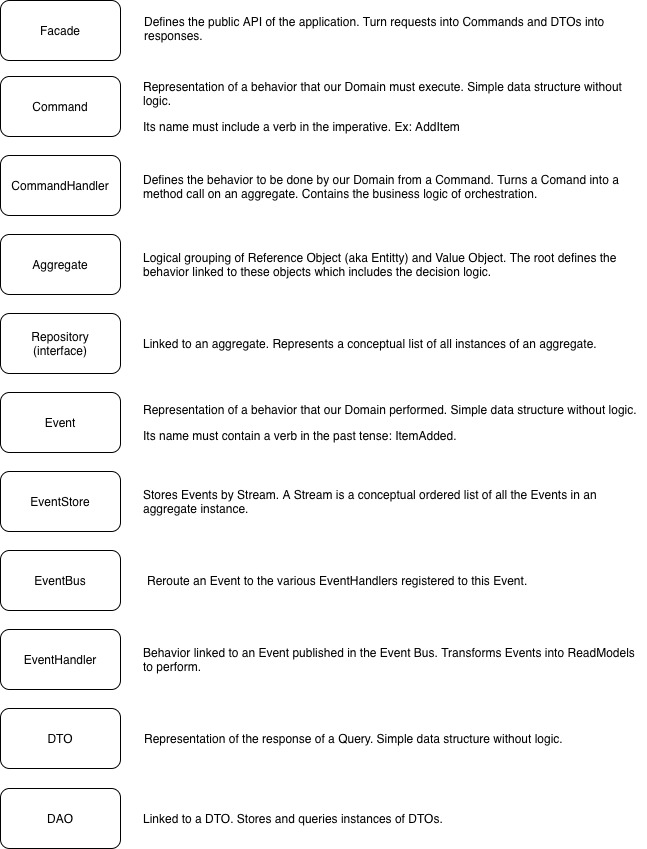 Facade
Defines the public API of the application. Turn requests into Commands and DTOs into
responses.
Command
Representation of a behavior that our Domain must execute. Simple data structure without
logic.
Its name must include a verb in the imperative. Ex: AddItem
CommandHandler
Defines the behavior to be done by our Domain from a Command. Turns a Comand into a
method call on an aggregate. Contains the business logic of orchestration.
Aggregate
Logical grouping of Reference Object (aka Entitty) and Value Object. The root defines the
behavior linked to these objects which includes the decision logic.
Repository
(interface)
Linked to an aggregate. Represents a conceptual list of all instances of an aggregate.
Event
Representation of a behavior that our Domain performed. Simple data structure without logic.
Its name must contain a verb in the past tense: ItemAdded.
EventStore
Stores Events by Stream. A Stream is a conceptual ordered list of all the Events in an
aggregate instance.
EventBus
Reroute an Event to the various EventHandlers registered to this Event.
EventHandler
Behavior linked to an Event published in the Event Bus. Transforms Events into ReadModels
to perform.
DTO
Representation of the response of a Query. Simple data structure without logic.
DAO
Linked to a DTO. Stores and queries instances of DTOs.